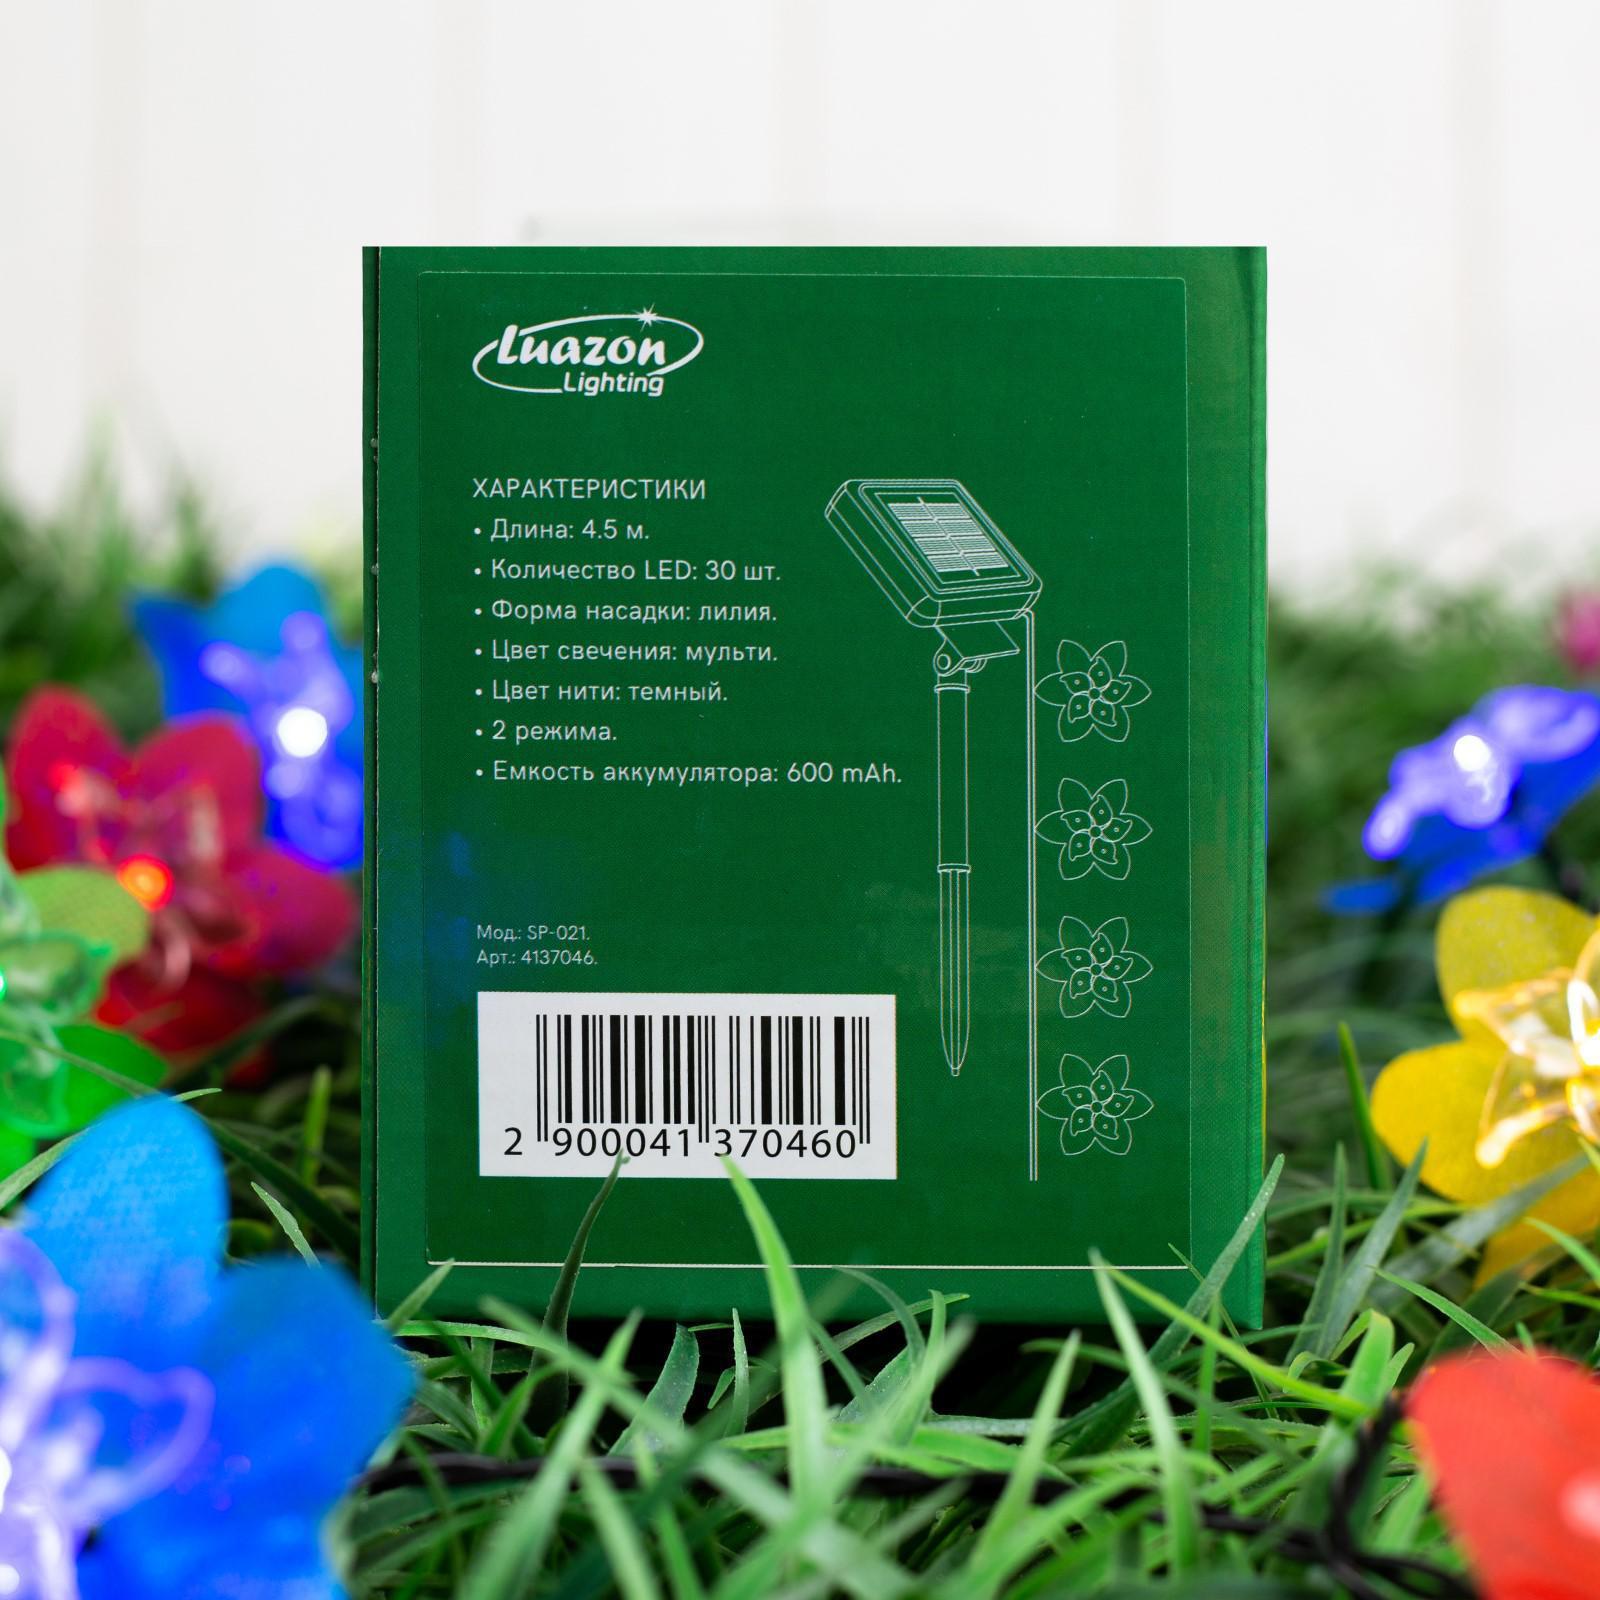 Luazon
Lighting
ХАРАКТЕРИСТИКИ
• Длина: 4.5 м.
• Количество LED: 30 шт.
• Форма насадки: лилия.
• Цвет свечения: мульти.
• Цвет нити: темный.
• 2 режима.
• Емкость аккумулятора: 600 mAh.
Мод.: SP-021.
Арт.: 4137046.
2 900041 370460